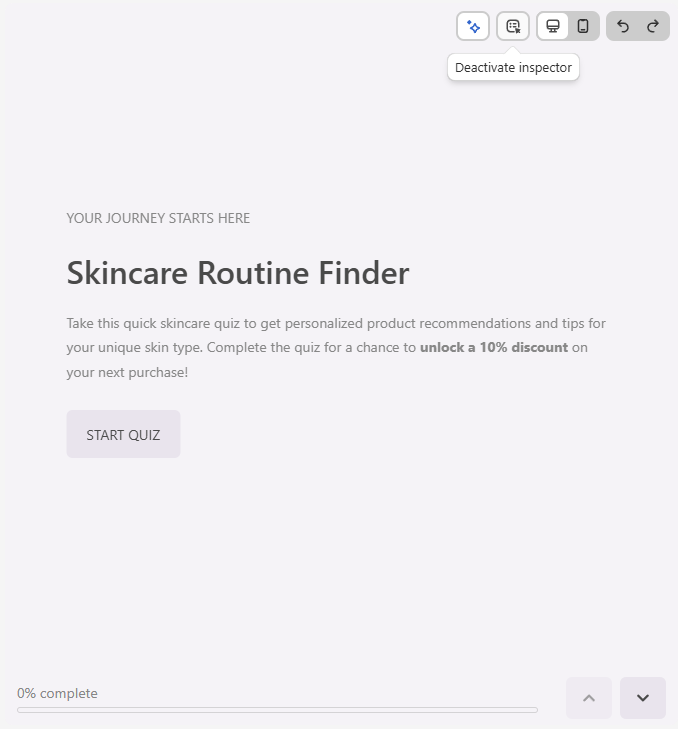 Deactivate inspector
YOUR JOURNEY STARTS HERE
Skincare Routine Finder
Take this quick skincare quiz to get personalized product recommendations and tips for
your unique skin type. Complete the quiz for a chance to unlock a 10% discount on
your next purchase!
START QUIZ
0% complete